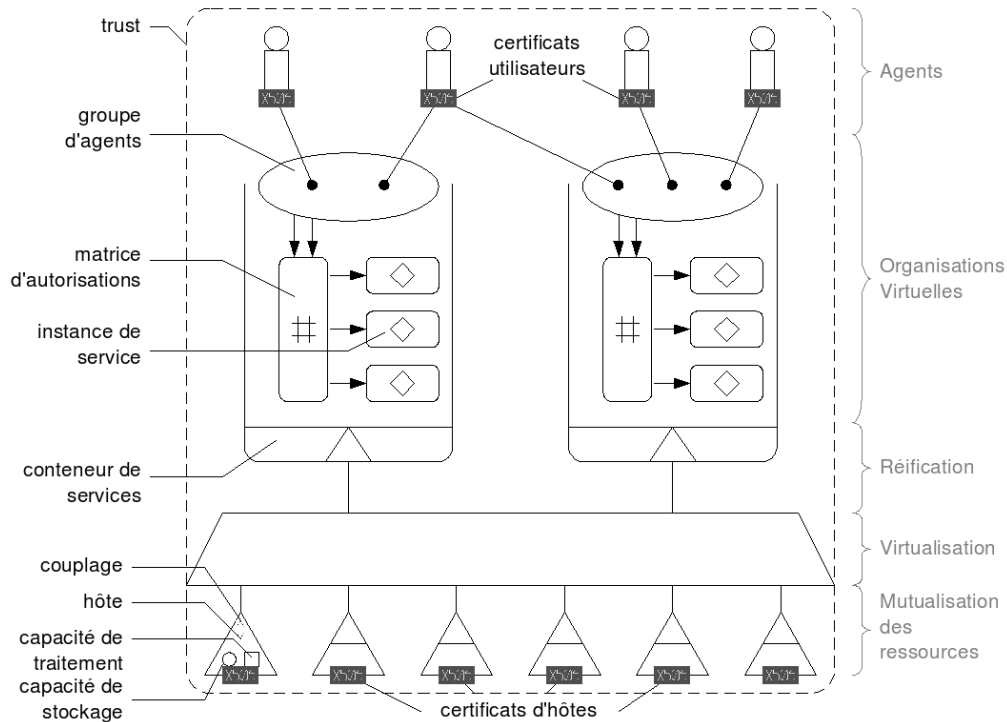 trust
certificats
utilisateurs
Agents
groupe
d'agents
matrice
d'autorisations
Organisations
Virtuelles
instance de
service
conteneur de
services
Réification
Virtualisation
couplage
hôte
capacité de
traitement
capacité de
stockage
Mutualisation
des
ressources
certificats d'hôtes